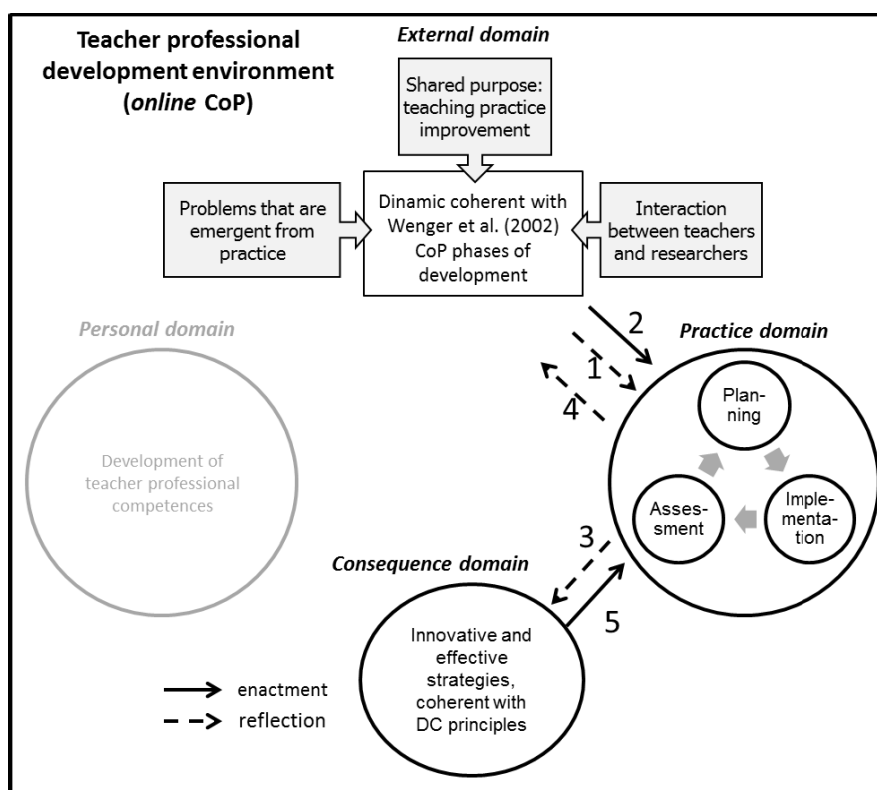 Teacher professional
development environment
(online CoP)
External domain
Shared purpose:
teaching practice
improvement
Problems that are
emergent from
practice
Dinamic coherent with
Wenger et al. (2002)
CoP phases of
development
Interaction
between teachers
and researchers
2
1
4
Personal domain
Development of
teacher professional
competences
Practice domain
Plan-
ning
Asses-
sment
Imple-
menta-
tion
3
5
Consequence domain
Innovative and
effective
strategies,
coherent with
DC principles
enactment
reflection